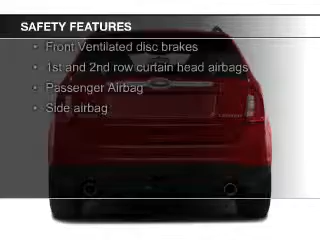 SAFETY FEATURES
• Front Ventilated disc brakes
• 1st and 2nd row curtain head airbags
• Passenger Airbag
• Side airbag